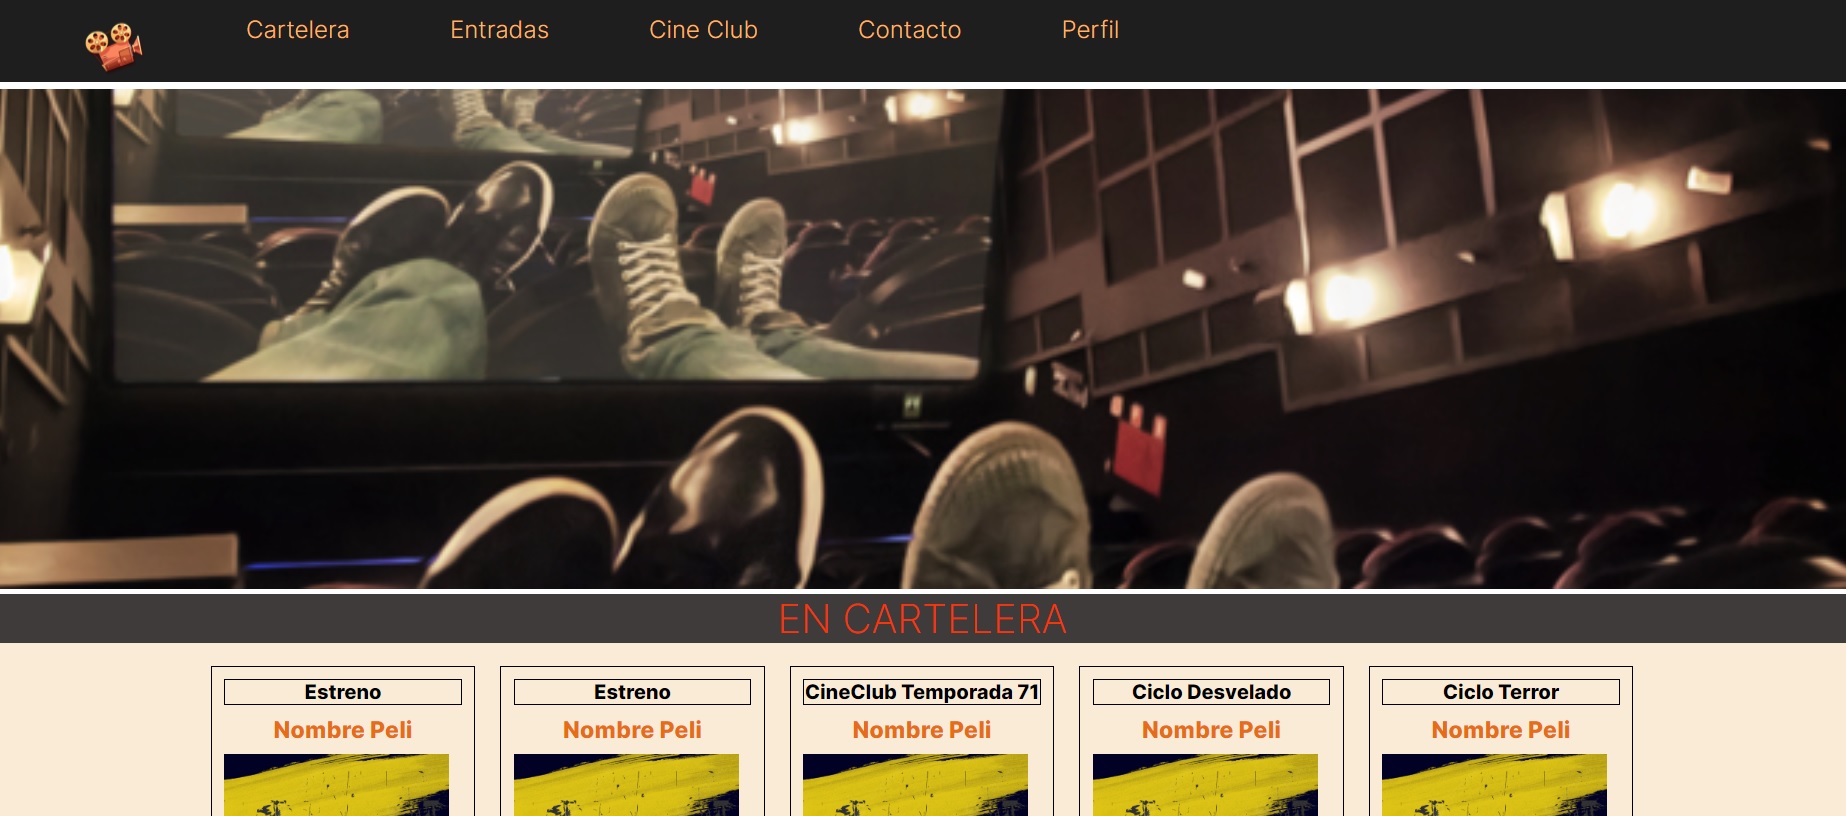 Cartelera Entradas Cine Club Contacto Perfil
EN CARTELERA
Estreno Estreno CineClub Temporada 71 Ciclo Desvelado Ciclo Terror
Nombre Peli Nombre Peli Nombre Peli Nombre Peli Nombre Peli